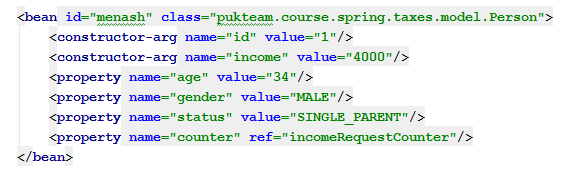 <bean id="menash" class="pukteam.course.spring.taxes.model.Person">
<constructor-arg name="id" value="1"/>
<constructor-arg name="income" value="4000"/>
<property name="age" value="34"/>
<property name="gender" value="MALE"/>
<property name="status" value="SINGLE_PARENT"/>
<property name="counter" ref="incomeRequestCounter"/>
</bean>